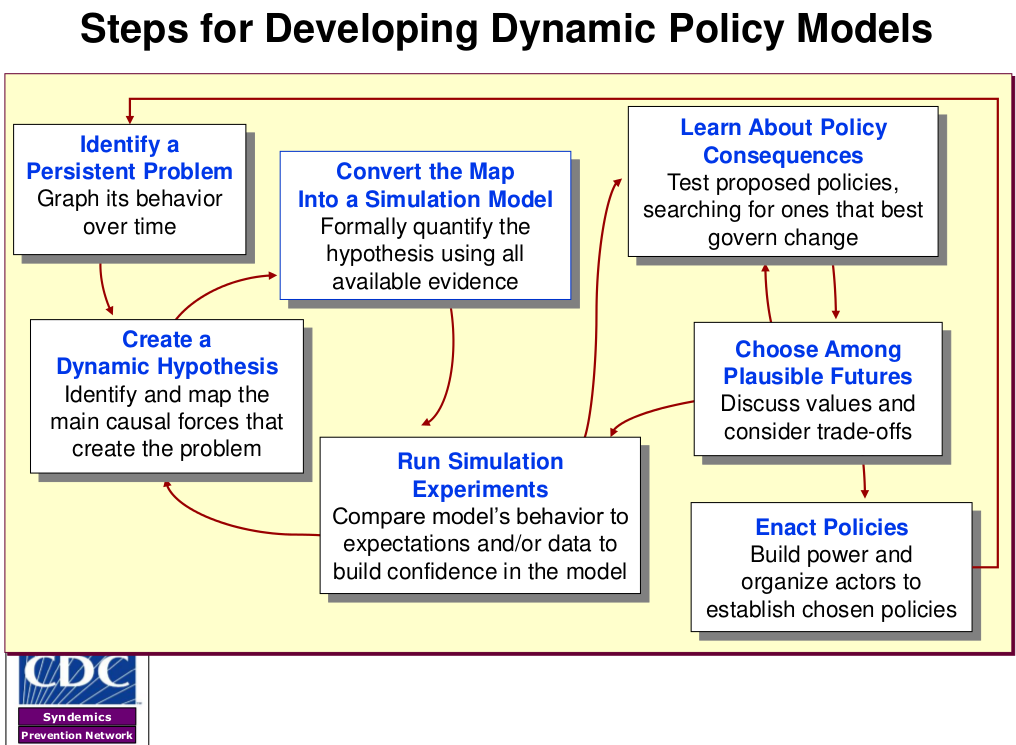 Steps for Developing Dynamic Policy Models
Identify a
Persistent Problem
Graph its behavior
over time
Create a
Dynamic Hypothesis
Identify and map the
main causal forces that
create the problem
Convert the Map
Into a Simulation Model
Formally quantify the
hypothesis using all
available evidence
Run Simulation
Experiments
Compare model’s behavior to
expectations and/or data to
build confidence in the model
Learn About Policy
Consequences
Test proposed policies,
searching for ones that best
govern change
Choose Among
Plausible Futures
Discuss values and
consider trade-offs
Enact Policies
Build power and
organize actors to
establish chosen policies
CDC
Syndemics
Prevention Network